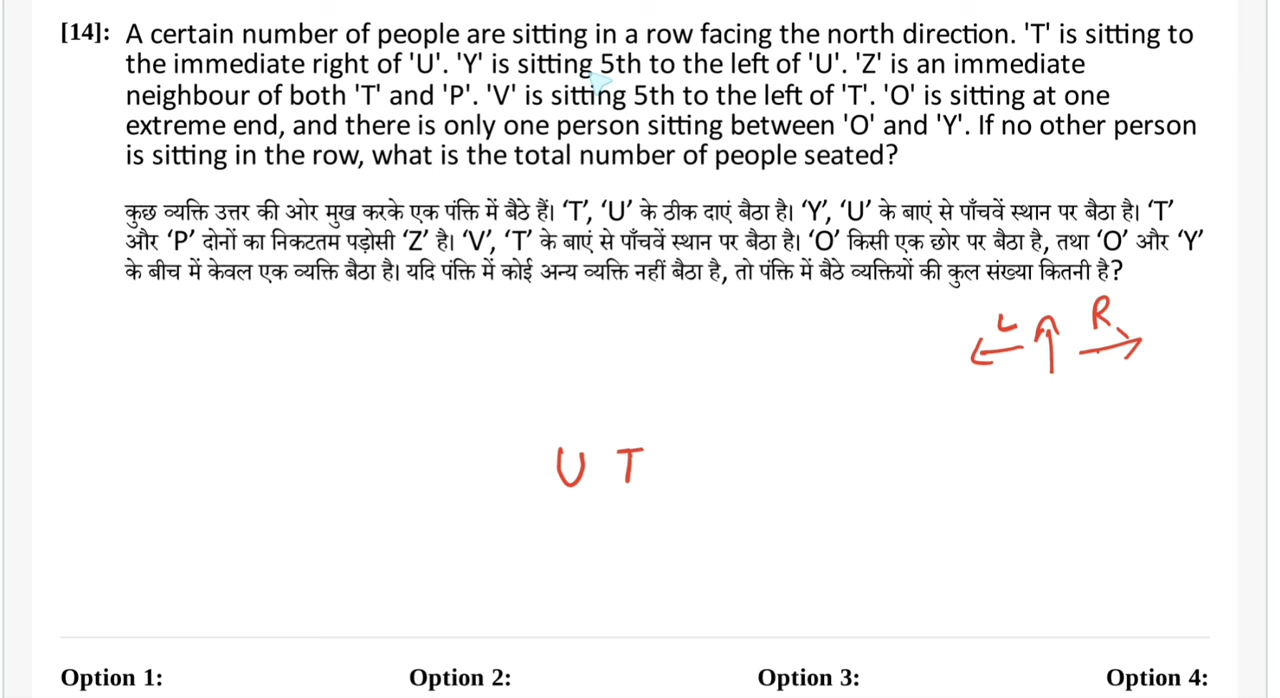 [14]: A certain number of people are sitting in a row facing the north direction. 'T' is sitting to
the immediate right of 'U'. 'Y' is sitting 5th to the left of 'U'. 'Z' is an immediate
neighbour of both 'T' and 'P'. 'V' is sitting 5th to the left of 'T'. 'O' is sitting at one
extreme end, and there is only one person sitting between 'O' and 'Y'. If no other person
is sitting in the row, what is the total number of people seated?
कुछ व्यक्ति उत्तर की ओर मुख करके एक पंक्ति में बैठे हैं। ‘T’, ‘U’ के ठीक दाएं बैठा है। ‘Y’, ‘U’ के बाएं से पाँचवें स्थान पर बैठा है। ‘T’
और ‘P’ दोनों का निकटतम पड़ोसी ‘Z’ है। ‘V’, ‘T’ के बाएं से पाँचवें स्थान पर बैठा है। ‘O’ किसी एक छोर पर बैठा है, तथा ‘O’ और ‘Y’
के बीच में केवल एक व्यक्ति बैठा है। यदि पंक्ति में कोई अन्य व्यक्ति नहीं बैठा है, तो पंक्ति में बैठे व्यक्तियों की कुल संख्या कितनी है?
L R
U T
Option 1: Option 2: Option 3: Option 4: